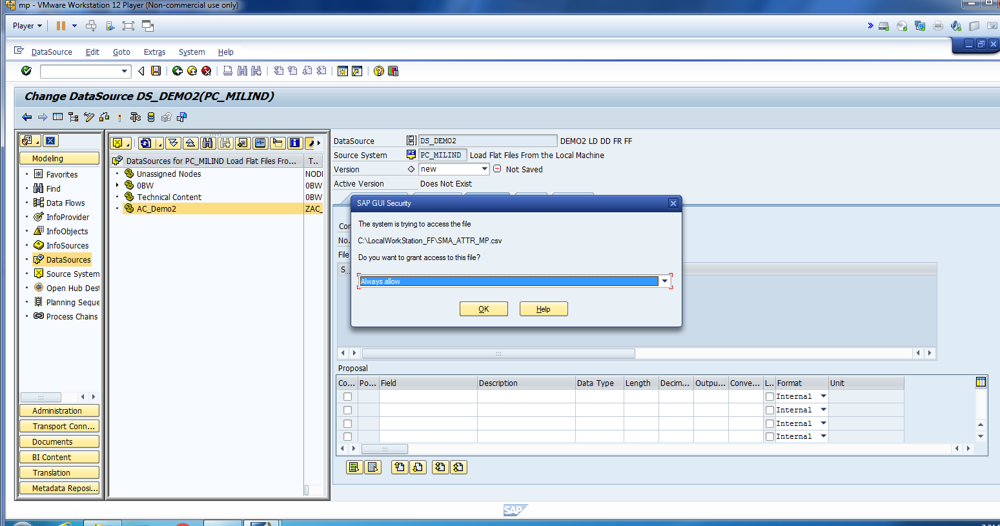 mp - VMware Workstation 12 Player (Non-commercial use only)
Player
DataSource Edit Goto Extras System Help
Change DataSource DS_DEMO2(PC_MILIND)
Modeling
Favorites
Find
Data Flows
InfoProvider
InfoObjects
InfoSources
DataSources
Source System
Open Hub Dest
Planning Seque
Process Chains
Administration
Transport Conn...
Documents
BI Content
Translation
Metadata Reposi...
DataSources for PC_MILIND Load Flat Files Fro... T..
Unassigned Nodes NODI
0BW 0BW
Technical Content 0BW
AC_Demo2 ZAC_
DataSource DS_DEMO2 DEMO2 LD DD FR FF
Source System PC_MILIND Load Flat Files From the Local Machine
Version new Not Saved
Active Version Does Not Exist
Cor
No.
File
S...
SAP GUI Security
The system is trying to access the file
C:\LocalWorkStation_FF\SMA_ATTR_MP.csv
Do you want to grant access to this file?
Always allow
OK Help
Proposal
Co... Po... Field Description Data Type Length Decim... Outpu... Conve... L.. Format Unit
Internal
Internal
Internal
Internal
SAP